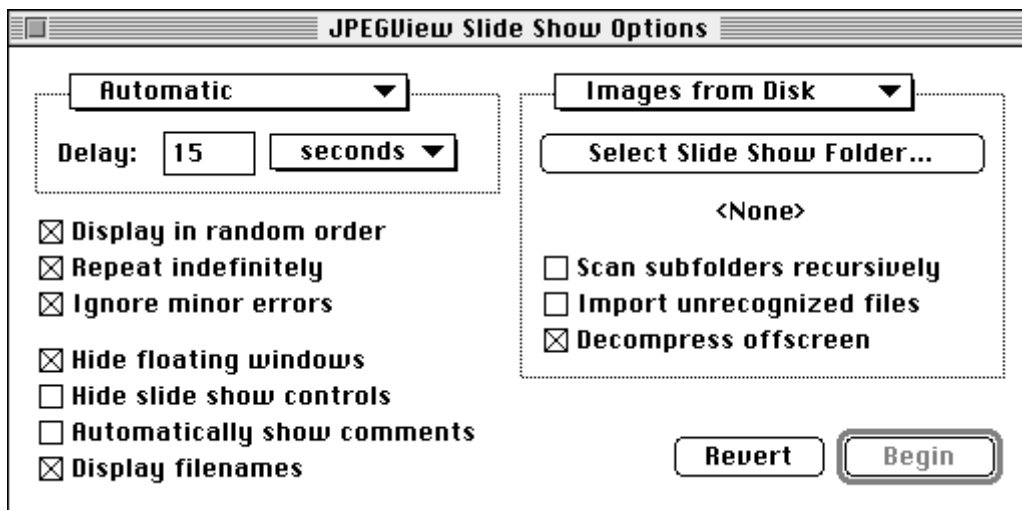 JPEGView Slide Show Options
Automatic
Delay: 15 seconds
Display in random order
Repeat indefinitely
Ignore minor errors
Hide floating windows
Hide slide show controls
Automatically show comments
Display filenames
Images from Disk
Select Slide Show Folder...
<None>
Scan subfolders recursively
Import unrecognized files
Decompress offscreen
Revert Begin